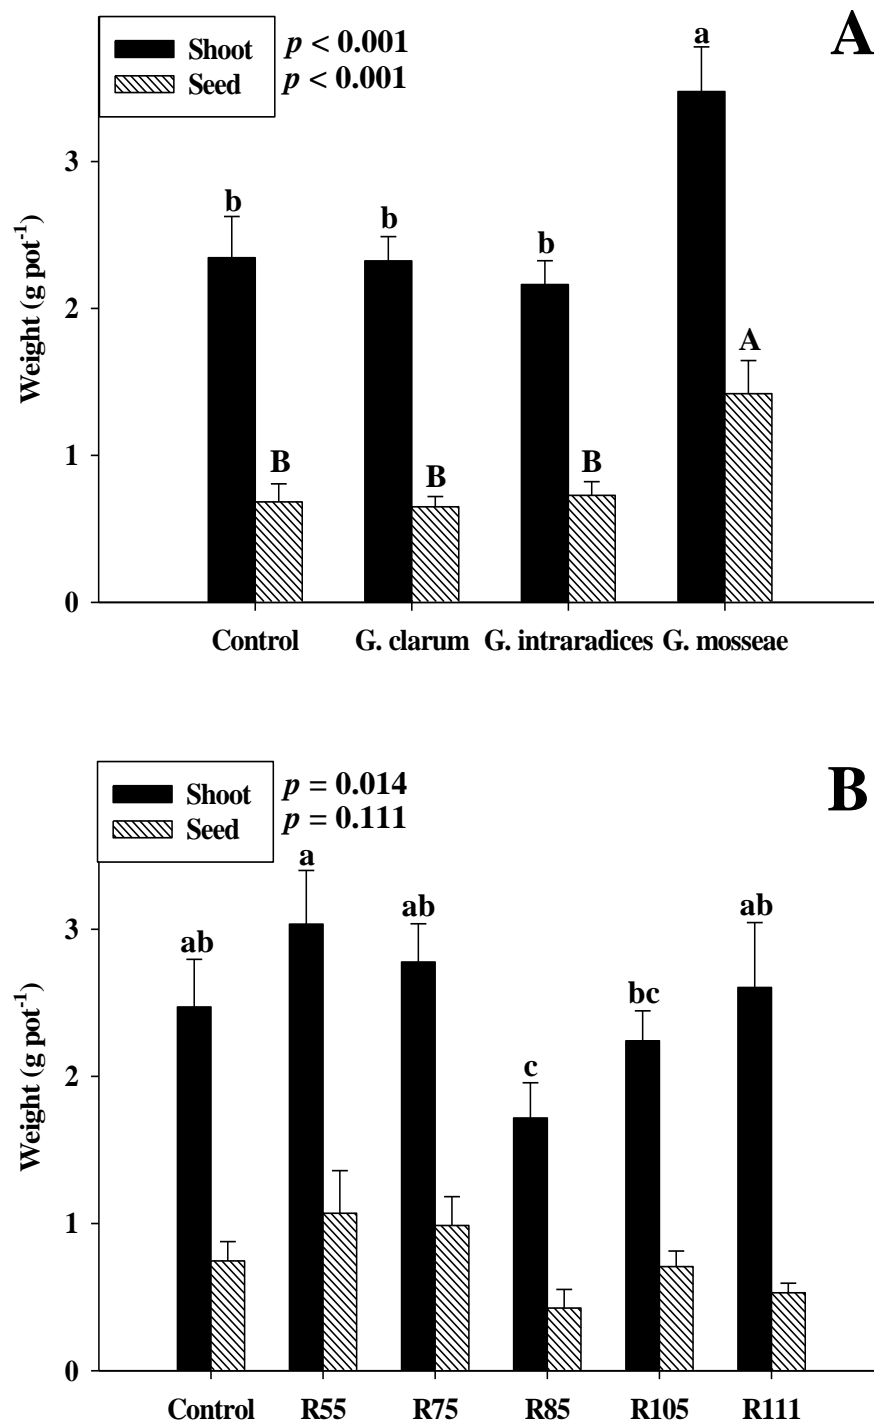 A
Shoot p < 0.001
Seed p < 0.001
a
3
b
b
b
2
A
B
B
B
1
0
Weight (g pot-1)
Control G. clarum G. intraradices G. mosseae
B
Shoot p = 0.014
Seed p = 0.111
a
ab
ab
ab
3
bc
c
2
1
0
Weight (g pot-1)
Control R55 R75 R85 R105 R111